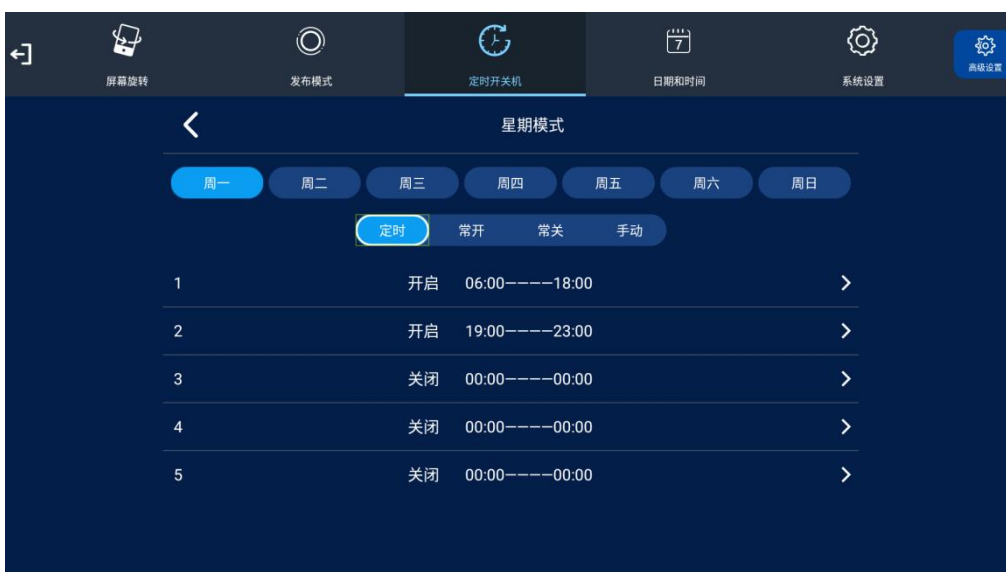 屏幕旋转 发布模式 定时开关机 7 日期和时间 系统设置 高级设置
星期模式
周一 周二 周三 周四 周五 周六 周日
定时 常开 常关 手动
1 开启 06:00————18:00
2 开启 19:00————23:00
3 关闭 00:00————00:00
4 关闭 00:00————00:00
5 关闭 00:00————00:00